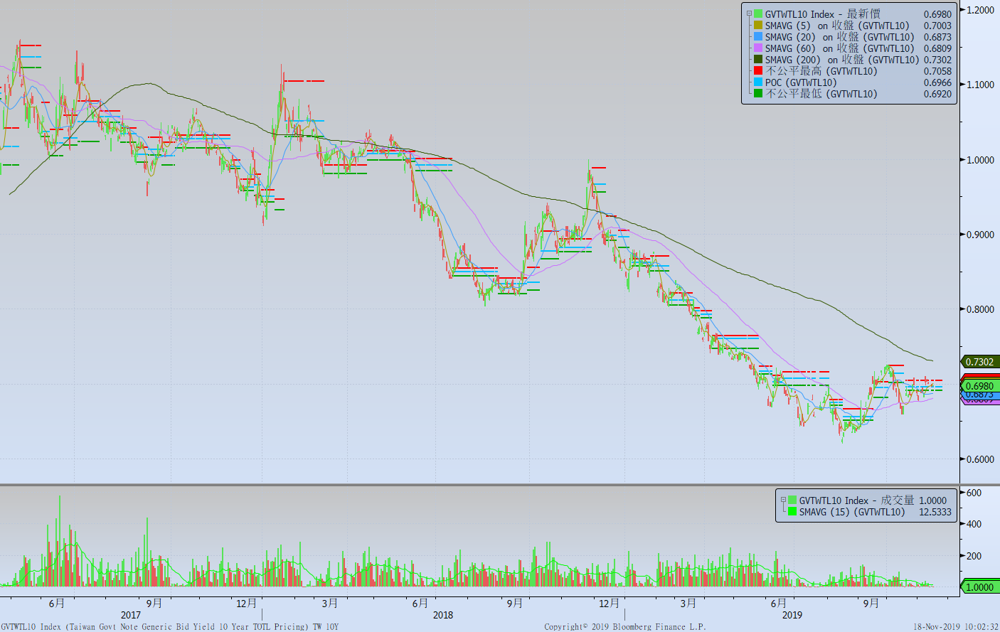 GVTWTL10 Index - 最新價 0.6980
SMAVG (5) on 收盤 (GVTWTL10) 0.7003
SMAVG (20) on 收盤 (GVTWTL10) 0.6873
SMAVG (60) on 收盤 (GVTWTL10) 0.6809
SMAVG (200) on 收盤 (GVTWTL10) 0.7302
不公平最高 (GVTWTL10) 0.7058
POC (GVTWTL10) 0.6966
不公平最低 (GVTWTL10) 0.6920
1.2000
1.1000
1.0000
0.9000
0.8000
0.7302
0.6980
0.6873
0.6809
0.6000
GVTWTL10 Index - 成交量 1.0000
SMAVG (15) (GVTWTL10) 12.5333
600
400
200
1.0000
6月 9月 12月 3月 6月 9月 12月 3月 6月 9月
2017 2018 2019
GVTWTL10 Index (Taiwan Govt Note Generic Bid Yield 10 Year TOTL Pricing) TW 10Y Copyright© 2019 Bloomberg Finance L.P. 18-Nov-2019 10:02:32